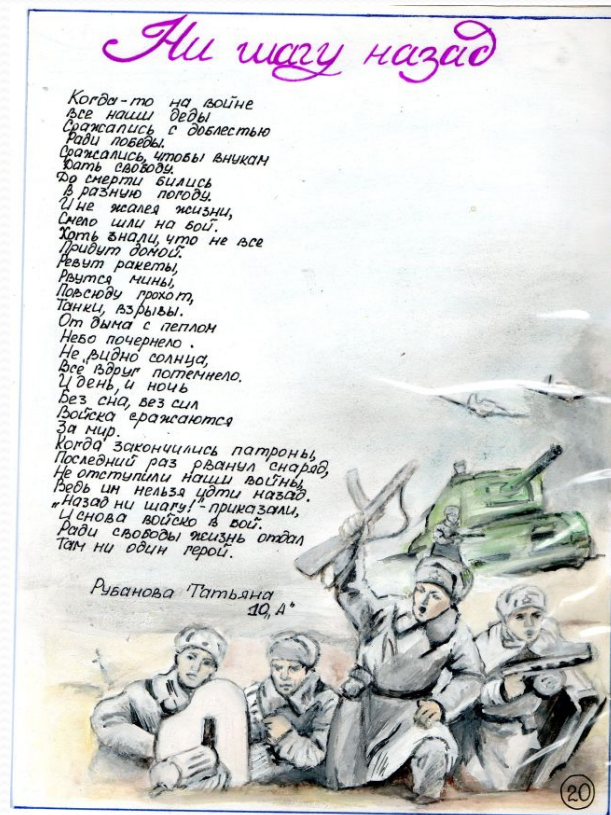 Ни шагу назад
Когда-то на войне
Все наши деды
Сражались с доблестью
Ради победы.
Сражались, чтобы внукам
Дать свободу.
До смерти бились
В разную погоду.
И не жалея жизни,
Смело шли на бой.
Хоть знали, что не все
Придут домой.
Ревут ракеты,
Рвутся мины,
Повсюду грохот,
Танки, взрывы.
От дыма с пеплом
Небо почернело.
Не видно солнца,
Все вдруг потемнело.
И день, и ночь
Без сна, без сил
Войска сражаются
За мир.
Когда закончились патроны,
Последний раз рванул снаряд,
Не отступили наши войны,
Ведь им нельзя идти назад.
„Назад ни шагу!"-приказали,
И снова войско в бой.
Ради свободы жизнь отдал
Там ни один герой.
Рубанова Татьяна
10„А"
20